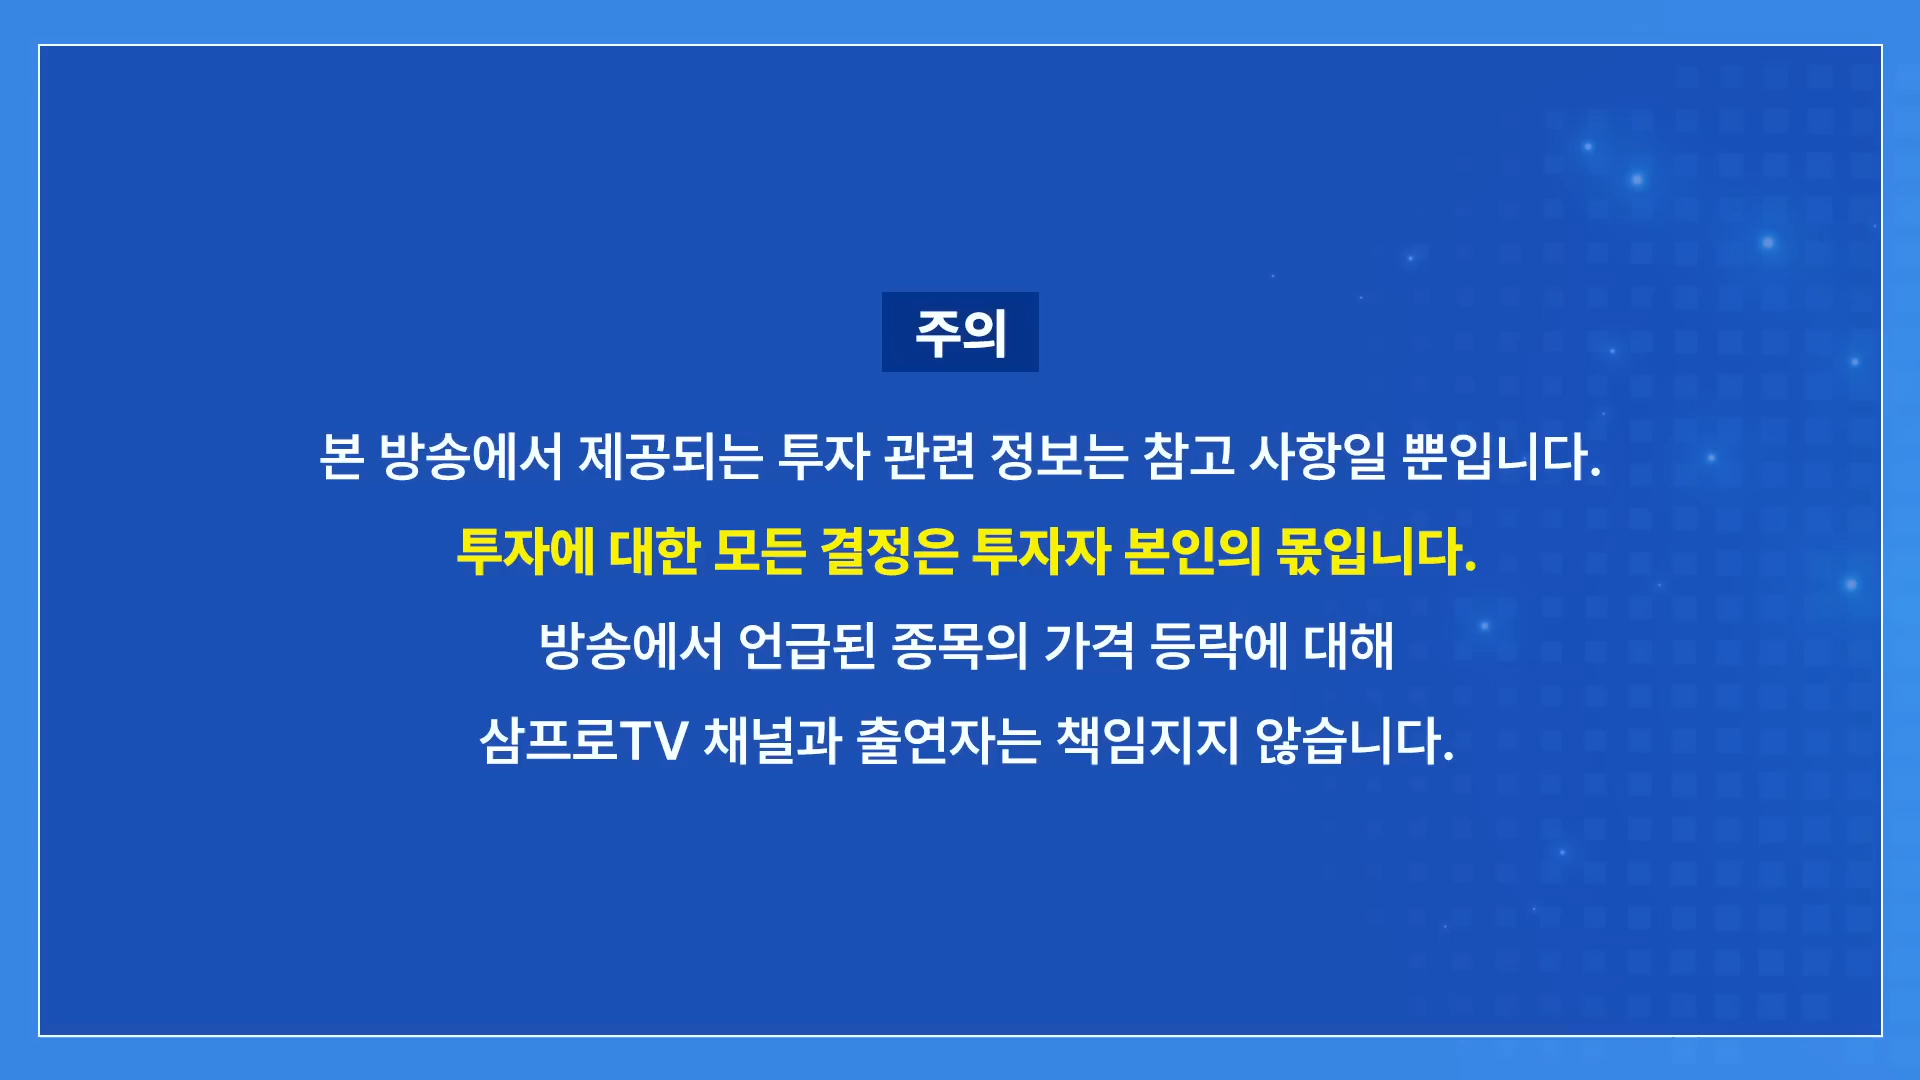 주의
본 방송에서 제공되는 투자 관련 정보는 참고 사항일 뿐입니다.
투자에 대한 모든 결정은 투자자 본인의 몫입니다.
방송에서 언급된 종목의 가격 등락에 대해
삼프로TV 채널과 출연자는 책임지지 않습니다.